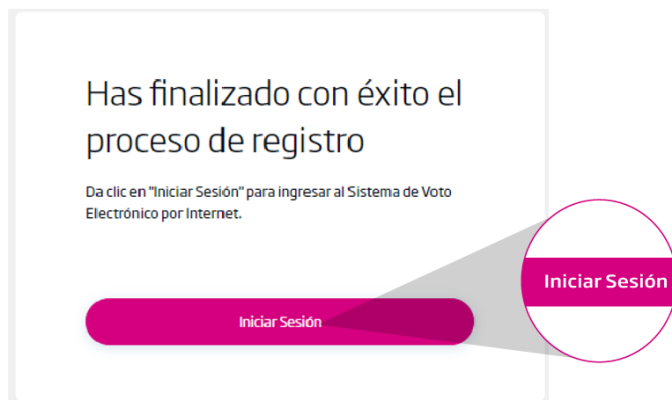 Has finalizado con éxito el
proceso de registro
Da clic en "Iniciar Sesión" para ingresar al Sistema de Voto
Electrónico por Internet.
Iniciar Sesión
Iniciar Sesión